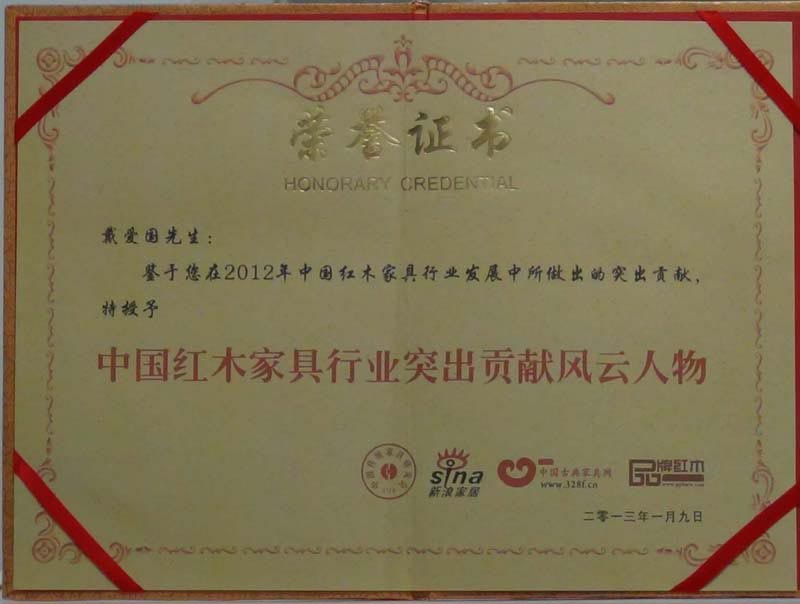 荣誉证书
HONORARY CREDENTIAL
戴爱国先生：
鉴于您在2012年中国红木家具行业发展中所做出的突出贡献，
特授予
中国红木家具行业突出贡献风云人物
sina
新浪家居
中国古典家具网
www.328f.cn
品牌红木
二零一三年一月九日